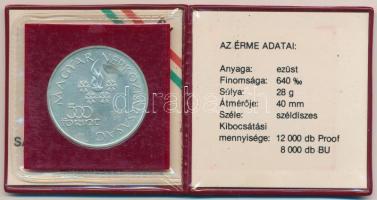 MAGYAR NÉPKÖZTÁRSASÁG
500
FORINT
AZ ÉRME ADATAI:
Anyaga: ezüst
Finomsága: 640 ‰
Súlya: 28 g
Átmérője: 40 mm
Széle: széldíszes
Kibocsátási
mennyisége: 12 000 db Proof
8 000 db BU